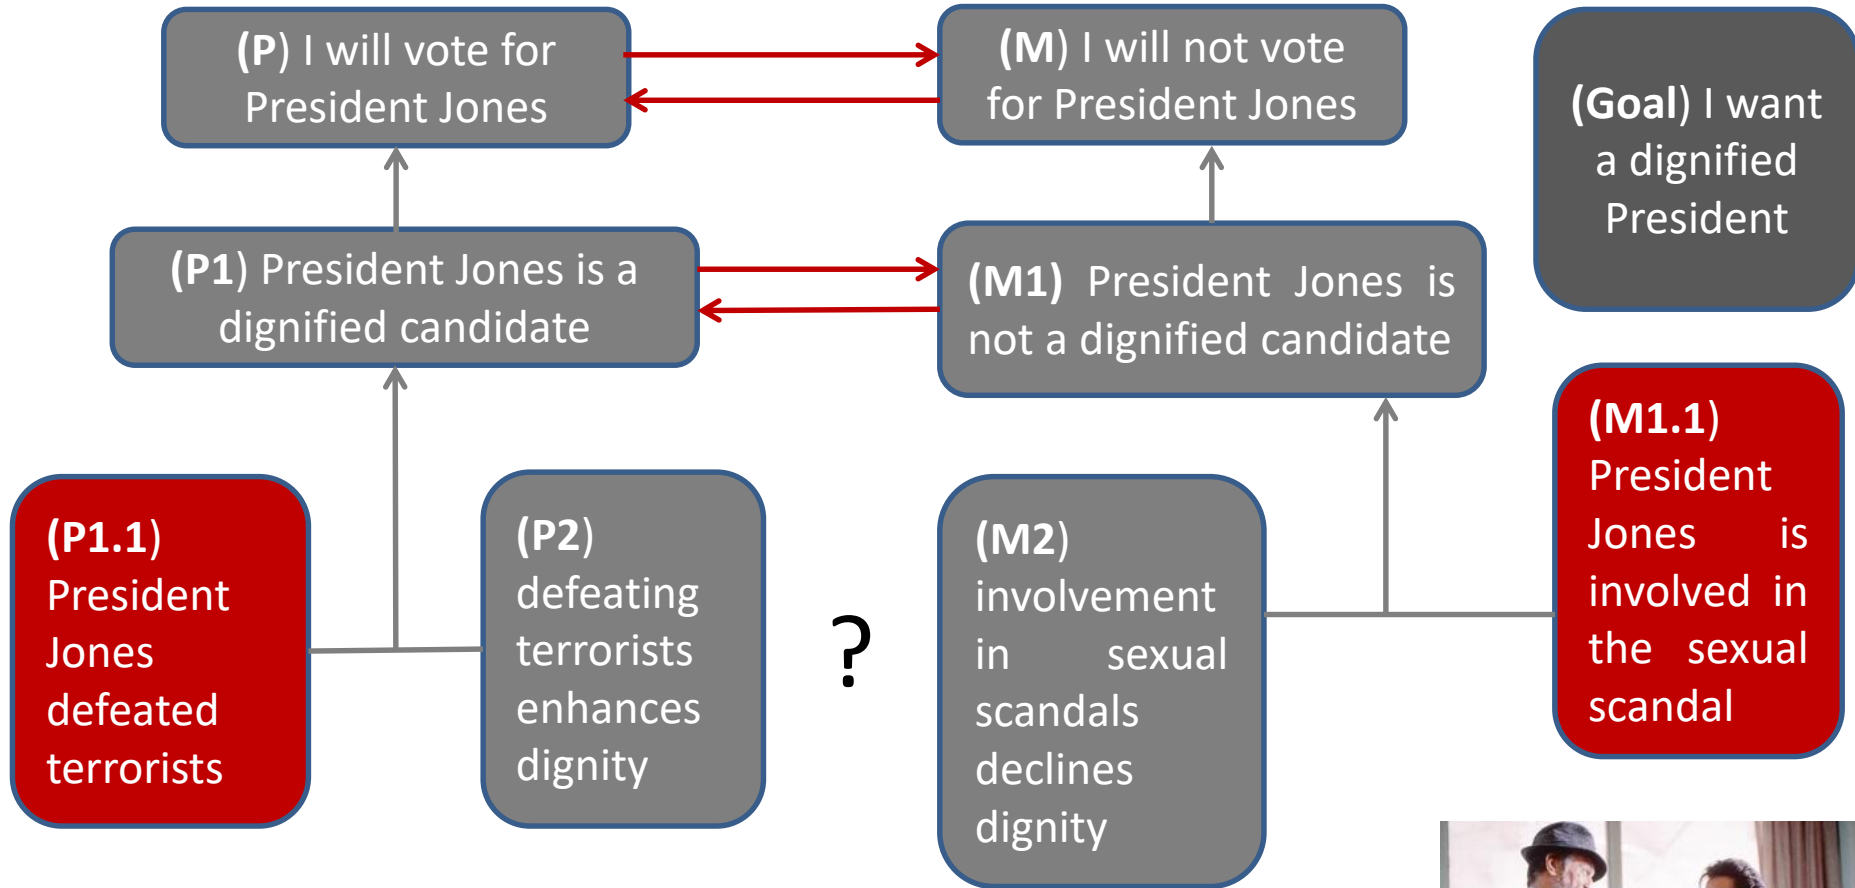 (P) I will vote for
President Jones
(M) I will not vote
for President Jones
(Goal) I want
a dignified
President
(P1) President Jones is a
dignified candidate
(M1) President Jones is
not a dignified candidate
(P1.1)
President
Jones
defeated
terrorists
(P2)
defeating
terrorists
enhances
dignity
?
(M2)
involvement
in sexual
scandals
declines
dignity
(M1.1)
President
Jones is
involved in
the sexual
scandal